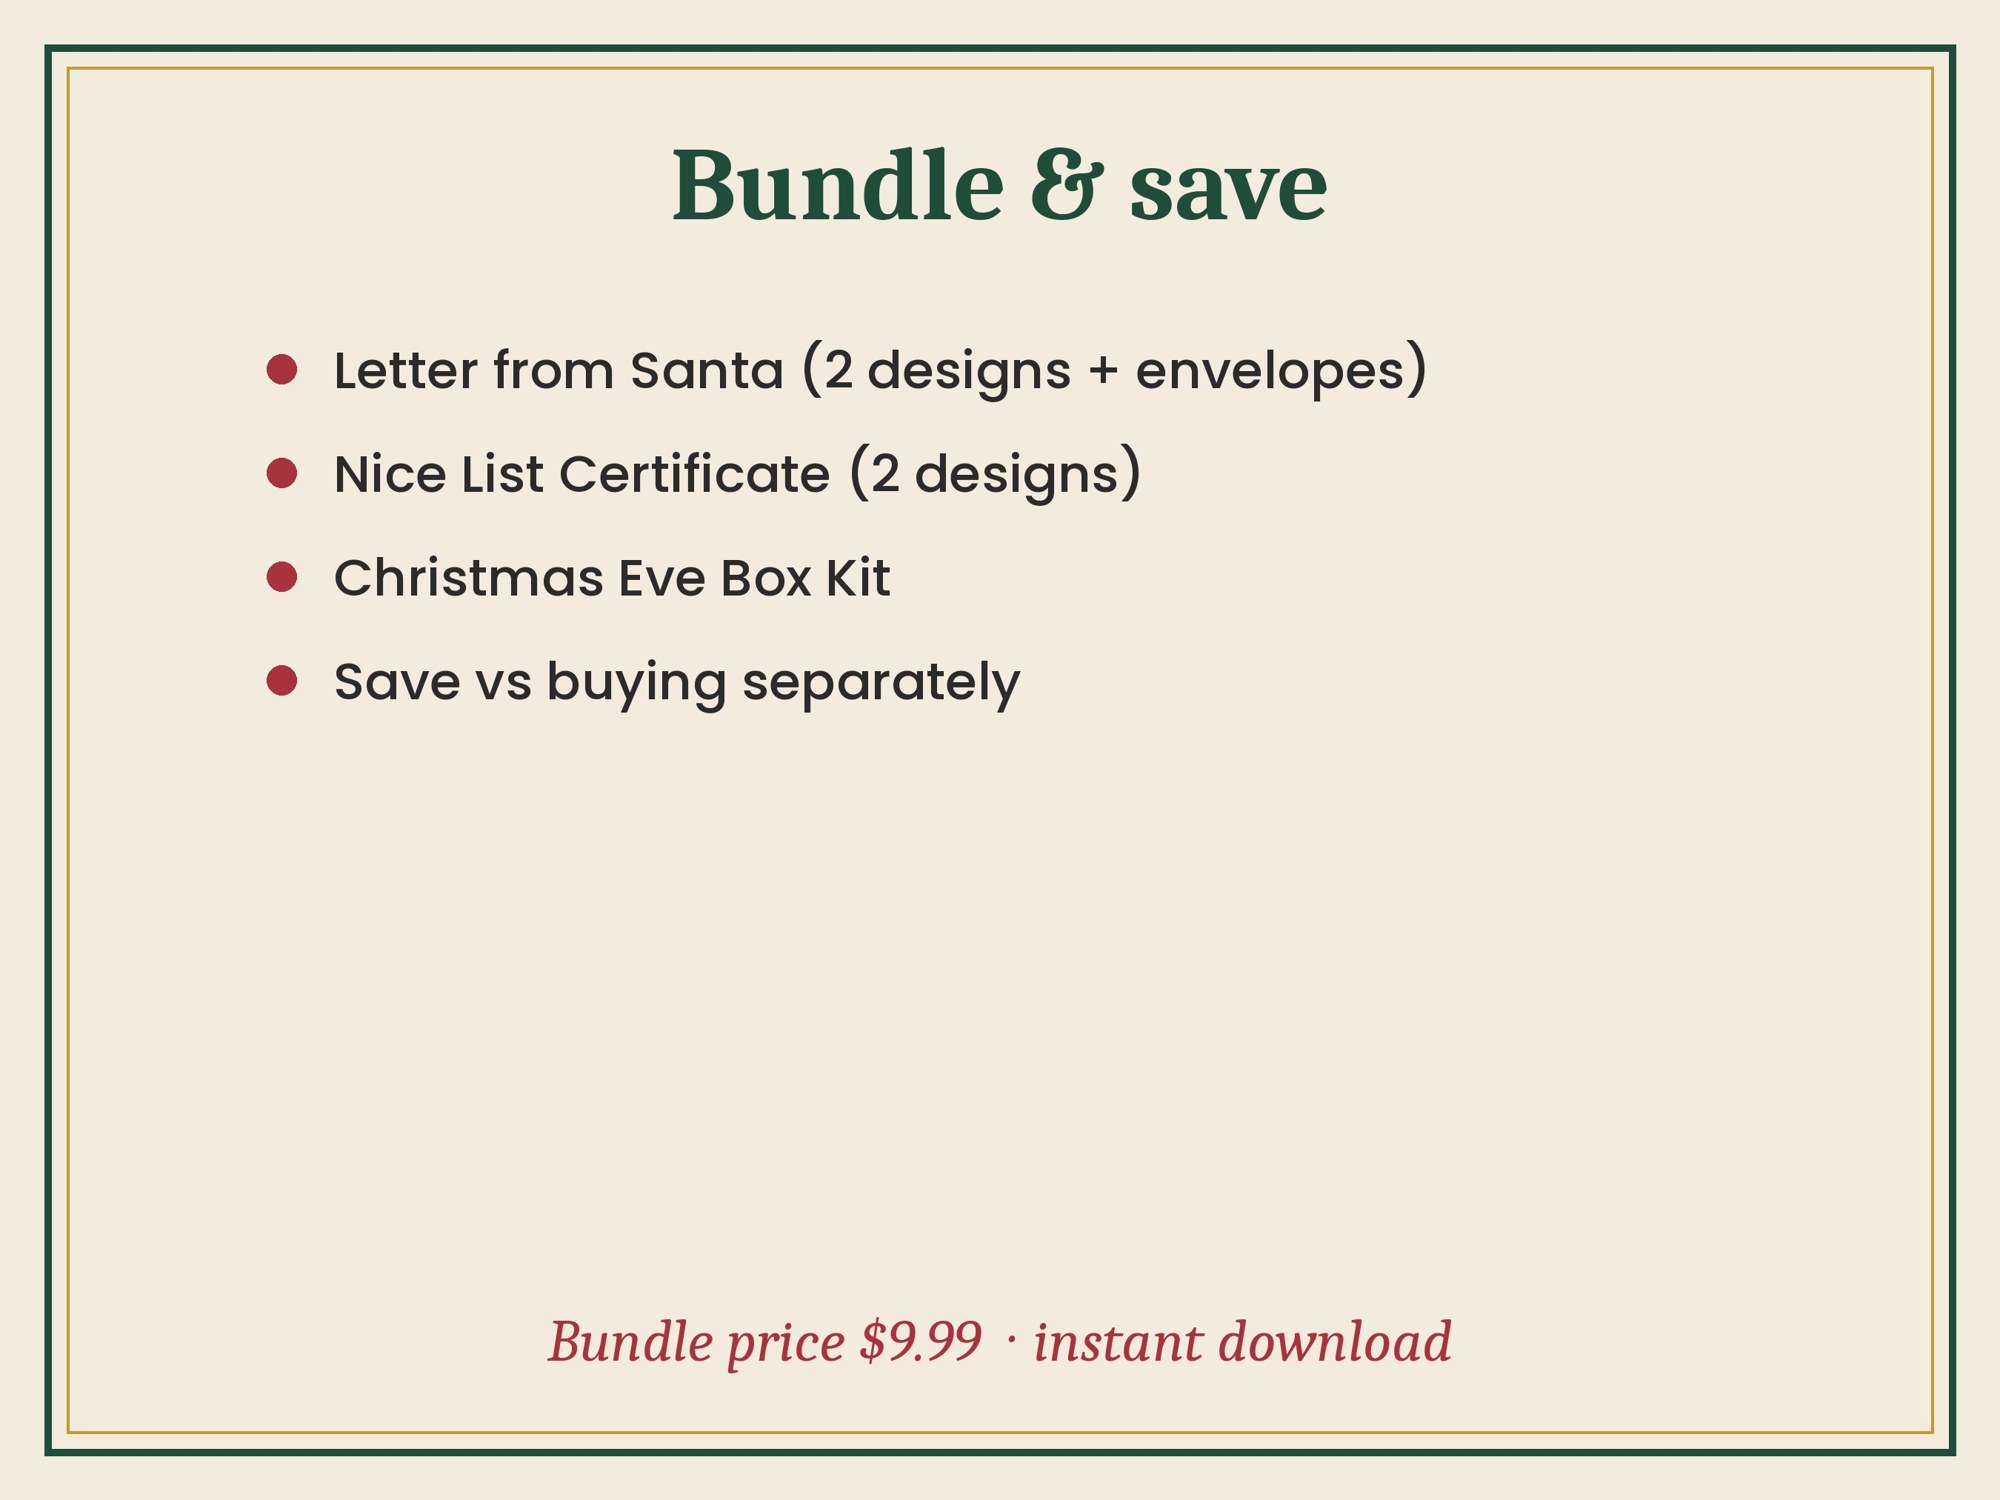 Bundle & save
Letter from Santa (2 designs + envelopes)
Nice List Certificate (2 designs)
Christmas Eve Box Kit
Save vs buying separately
Bundle price $9.99 · instant download